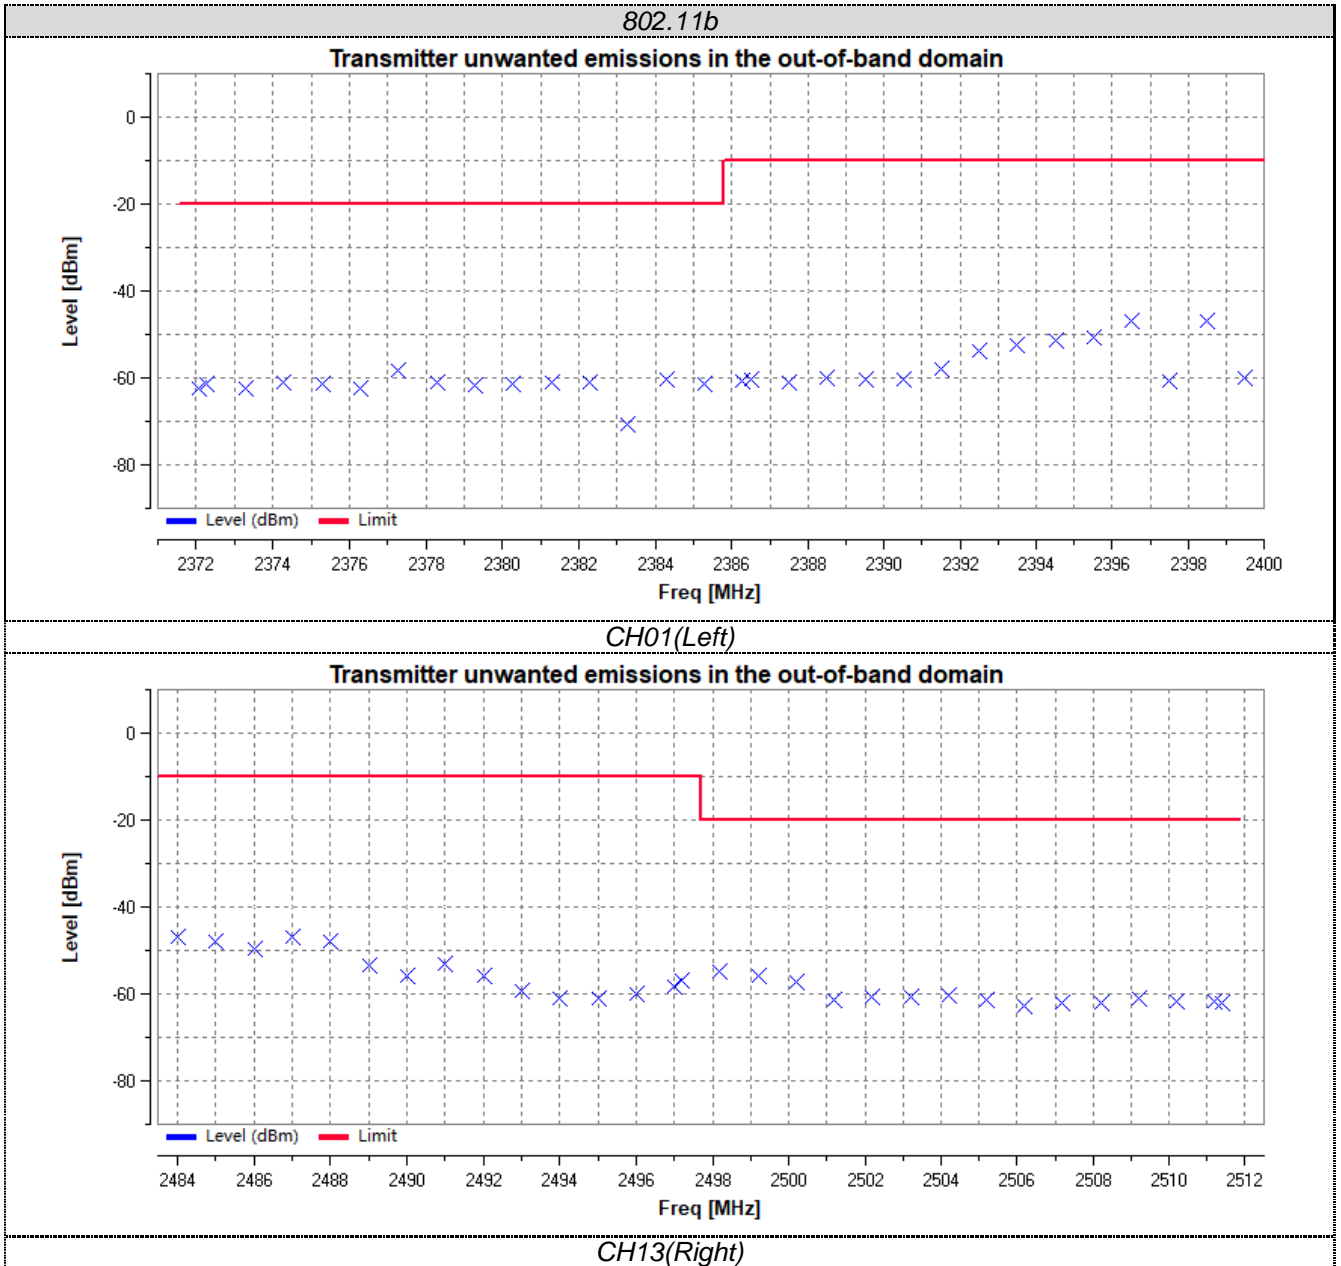 802.11b
Transmitter unwanted emissions in the out-of-band domain
0
-20
-40
-60
-80
Level [dBm]
Level (dBm) Limit
2372 2374 2376 2378 2380 2382 2384 2386 2388 2390 2392 2394 2396 2398 2400
Freq [MHz]
CH01(Left)
Transmitter unwanted emissions in the out-of-band domain
0
-20
-40
-60
-80
Level [dBm]
Level (dBm) Limit
2484 2486 2488 2490 2492 2494 2496 2498 2500 2502 2504 2506 2508 2510 2512
Freq [MHz]
CH13(Right)